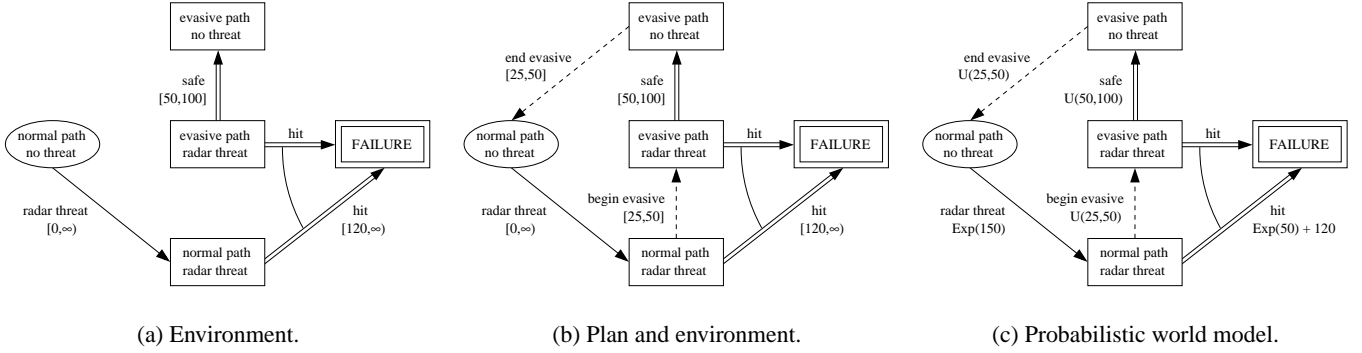 evasive path
no threat
safe
[50,100]
normal path
no threat
evasive path
radar threat
hit
FAILURE
radar threat
[0,∞)
hit
[120,∞)
normal path
radar threat
(a) Environment.
evasive path
no threat
end evasive
[25,50]
safe
[50,100]
normal path
no threat
evasive path
radar threat
hit
FAILURE
radar threat
[0,∞)
begin evasive
[25,50]
hit
[120,∞)
normal path
radar threat
(b) Plan and environment.
evasive path
no threat
end evasive
U(25,50)
safe
U(50,100)
normal path
no threat
evasive path
radar threat
hit
FAILURE
radar threat
Exp(150)
begin evasive
U(25,50)
hit
Exp(50) + 120
normal path
radar threat
(c) Probabilistic world model.